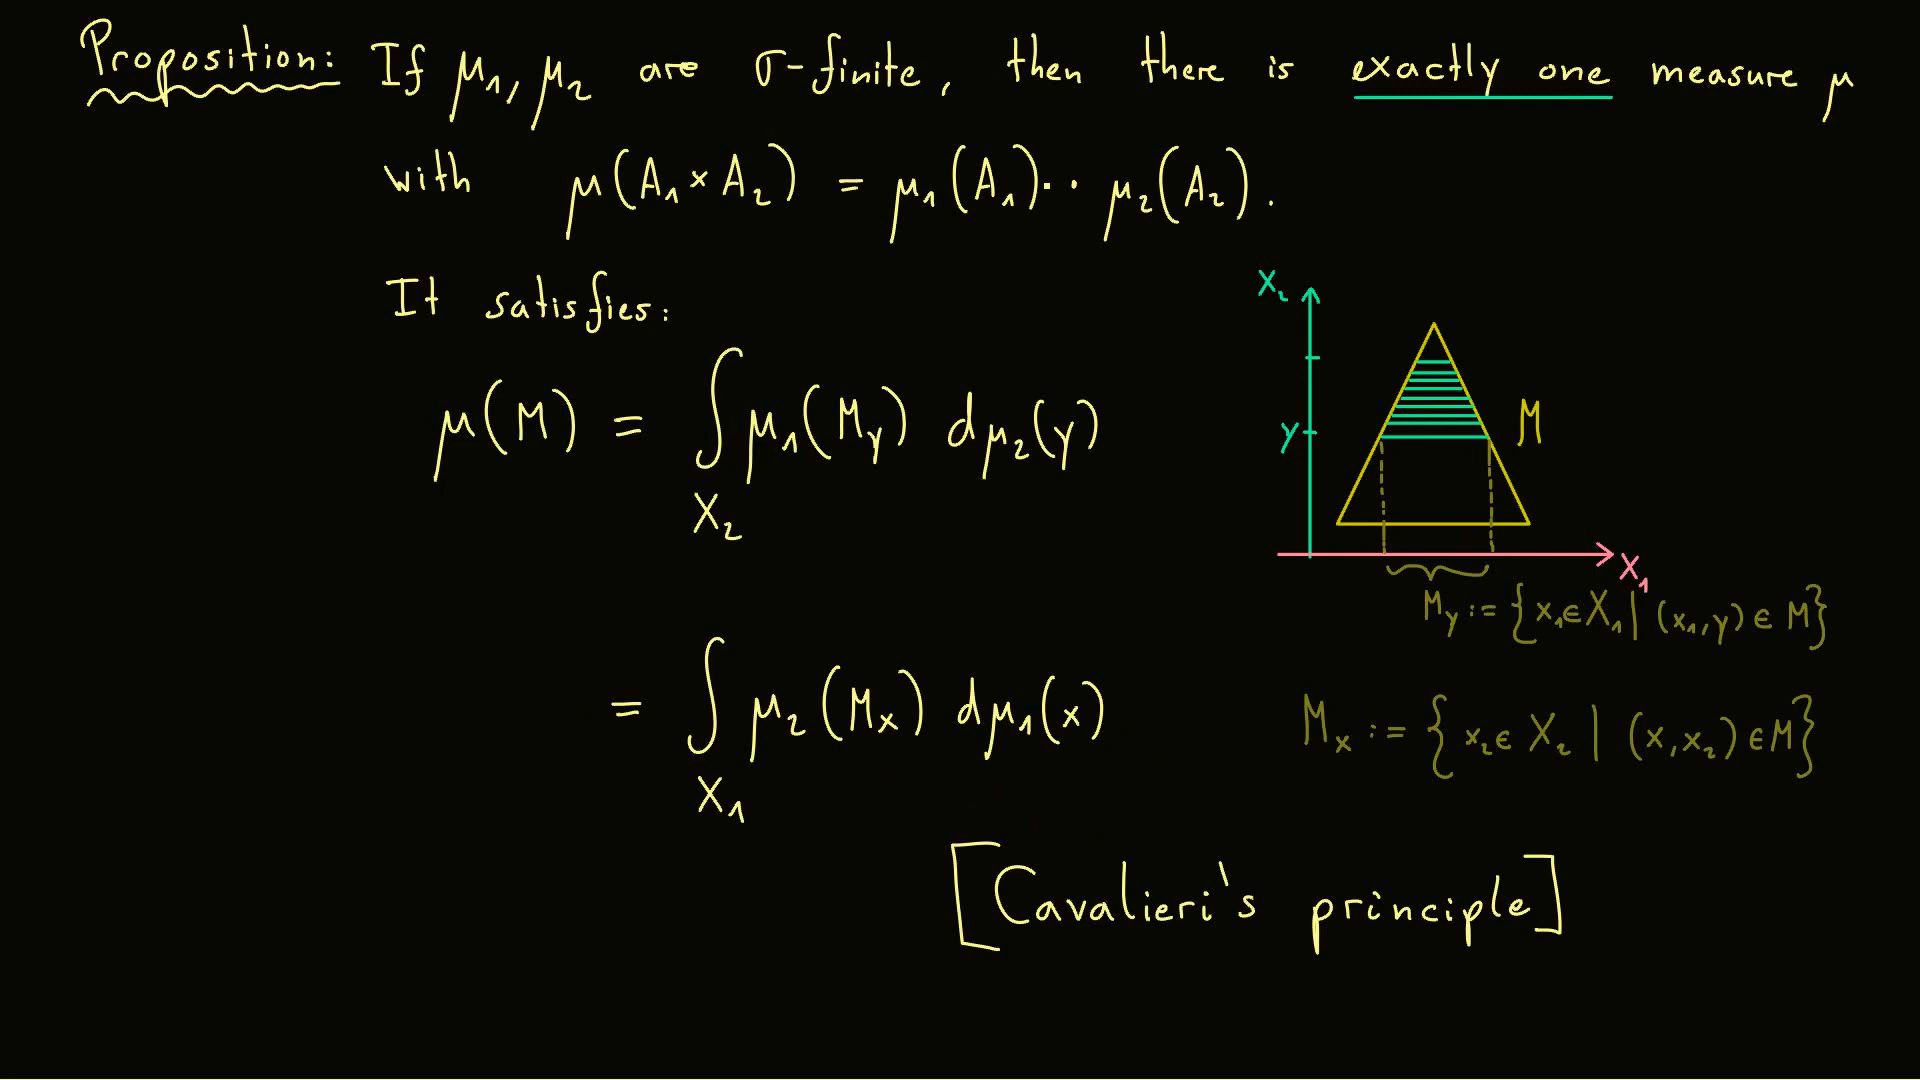 Proposition: If μ₁, μ₂ are σ-finite, then there is exactly one measure μ
with μ(A₁ × A₂) = μ₁(A₁) · · μ₂(A₂).
It satisfies:
μ(M) = ∫ μ₁(M_y) dμ₂(y)
X₂
= ∫ μ₂(Mₓ) dμ₁(x)
X₁
[Cavalieri's principle]
X₂
y
M
X₁
M_y := {x₁ ∈ X₁ | (x₁, y) ∈ M}
Mₓ := {x₂ ∈ X₂ | (x, x₂) ∈ M}